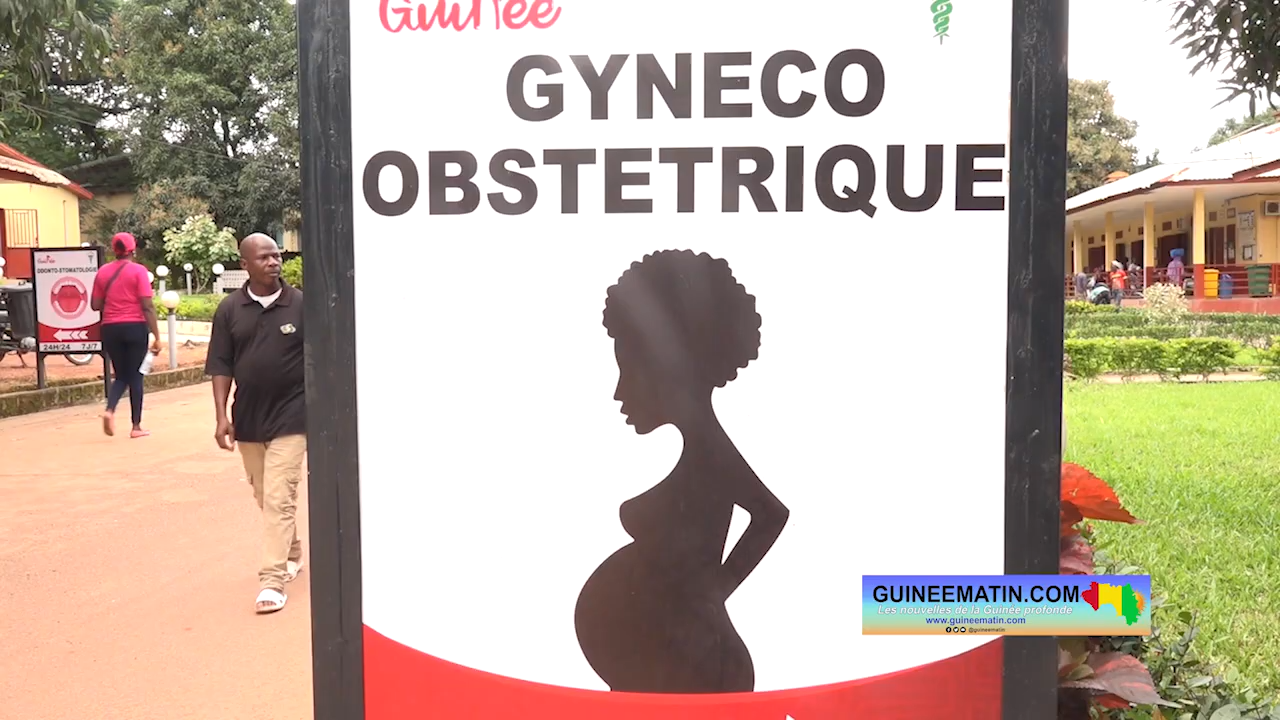 Guinée
GYNECO
OBSTETRIQUE
ODONTO-STOMATOLOGIE
24H/24 7J/7
GUINEEMATIN.COM
Les nouvelles de la Guinée profonde
www.guineematin.com
@guineematin